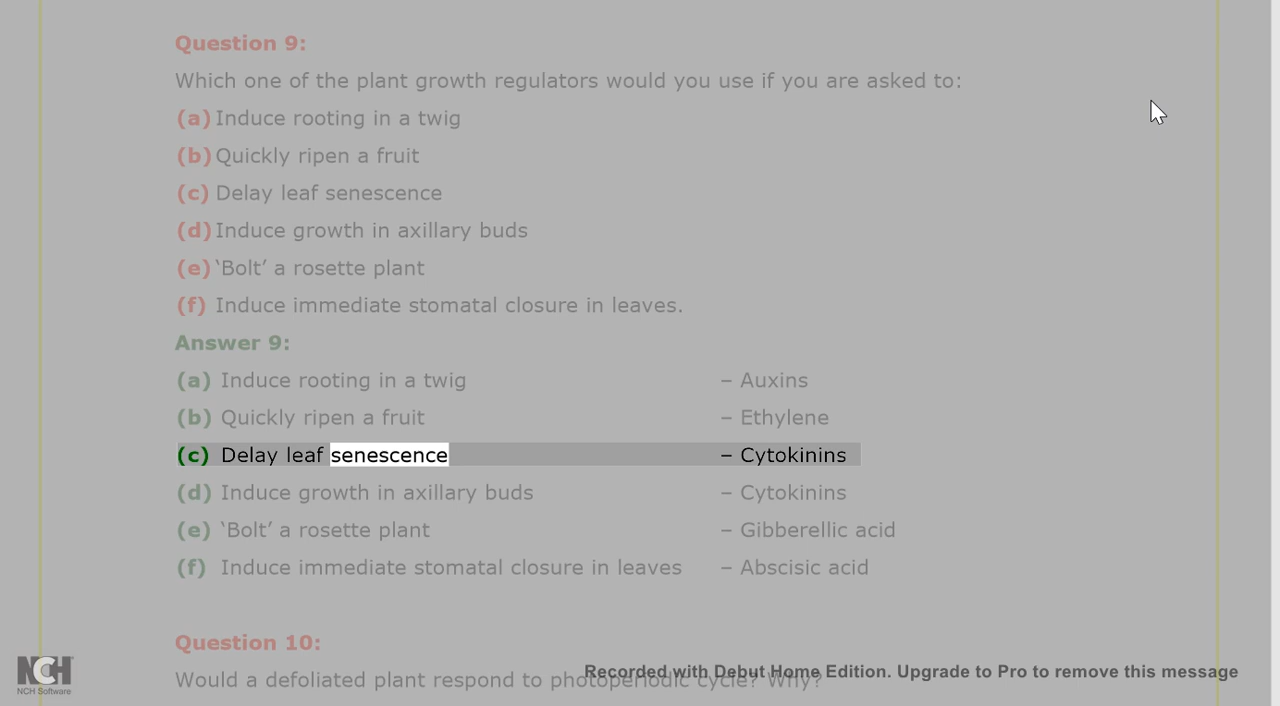 Question 9:
Which one of the plant growth regulators would you use if you are asked to:
(a) Induce rooting in a twig
(b) Quickly ripen a fruit
(c) Delay leaf senescence
(d) Induce growth in axillary buds
(e) ‘Bolt’ a rosette plant
(f) Induce immediate stomatal closure in leaves.
Answer 9:
(a) Induce rooting in a twig – Auxins
(b) Quickly ripen a fruit – Ethylene
(c) Delay leaf senescence – Cytokinins
(d) Induce growth in axillary buds – Cytokinins
(e) ‘Bolt’ a rosette plant – Gibberellic acid
(f) Induce immediate stomatal closure in leaves – Abscisic acid
Question 10:
Would a defoliated plant respond to photoperiodic cycle? Why?
Recorded with Debut Home Edition. Upgrade to Pro to remove this message
NCH
NCH Software